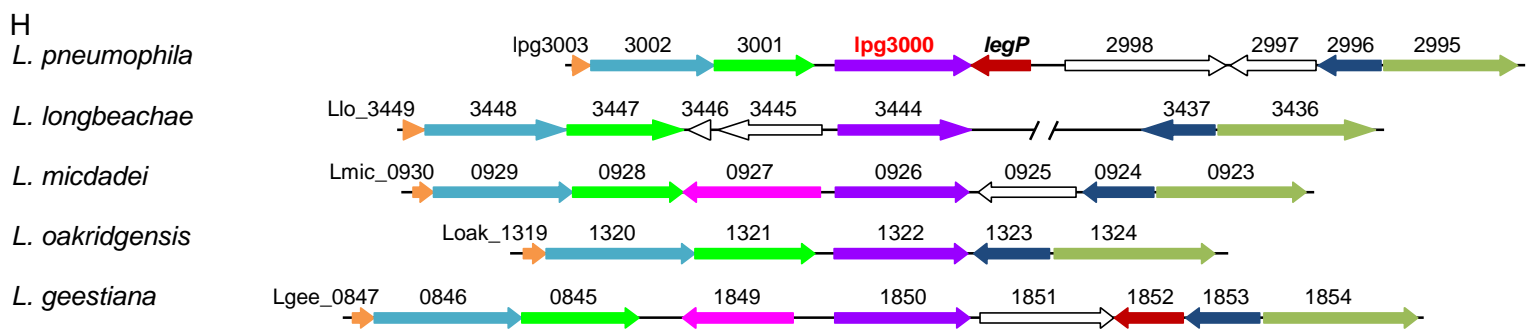 H
L. pneumophila lpg3003 3002 3001 lpg3000 legP 2998 2997 2996 2995
L. longbeachae Llo_3449 3448 3447 3446 3445 3444 3437 3436
L. micdadei Lmic_0930 0929 0928 0927 0926 0925 0924 0923
L. oakridgensis Loak_1319 1320 1321 1322 1323 1324
L. geestiana Lgee_0847 0846 0845 1849 1850 1851 1852 1853 1854